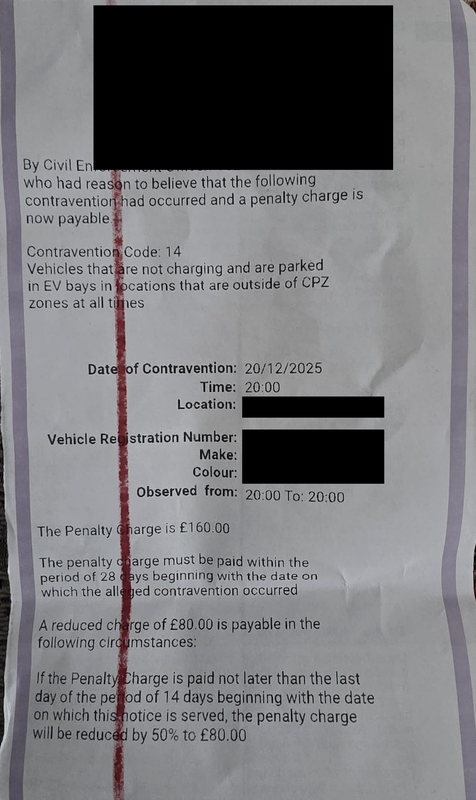 By Civil
who had reason to believe that the following
contravention had occurred and a penalty charge is
now payable.
Contravention Code: 14
Vehicles that are not charging and are parked
in EV bays in locations that are outside of CPZ
zones at all times
Date of Contravention: 20/12/2025
Time: 20:00
Location:
Vehicle Registration Number:
Make:
Colour:
Observed from: 20:00 To: 20:00
The Penalty Charge is £160.00
The penalty charge must be paid within the
period of 28 days beginning with the date on
which the alleged contravention occurred
A reduced charge of £80.00 is payable in the
following circumstances:
If the Penalty Charge is paid not later than the last
day of the period of 14 days beginning with the date
on which this notice is served, the penalty charge
will be reduced by 50% to £80.00